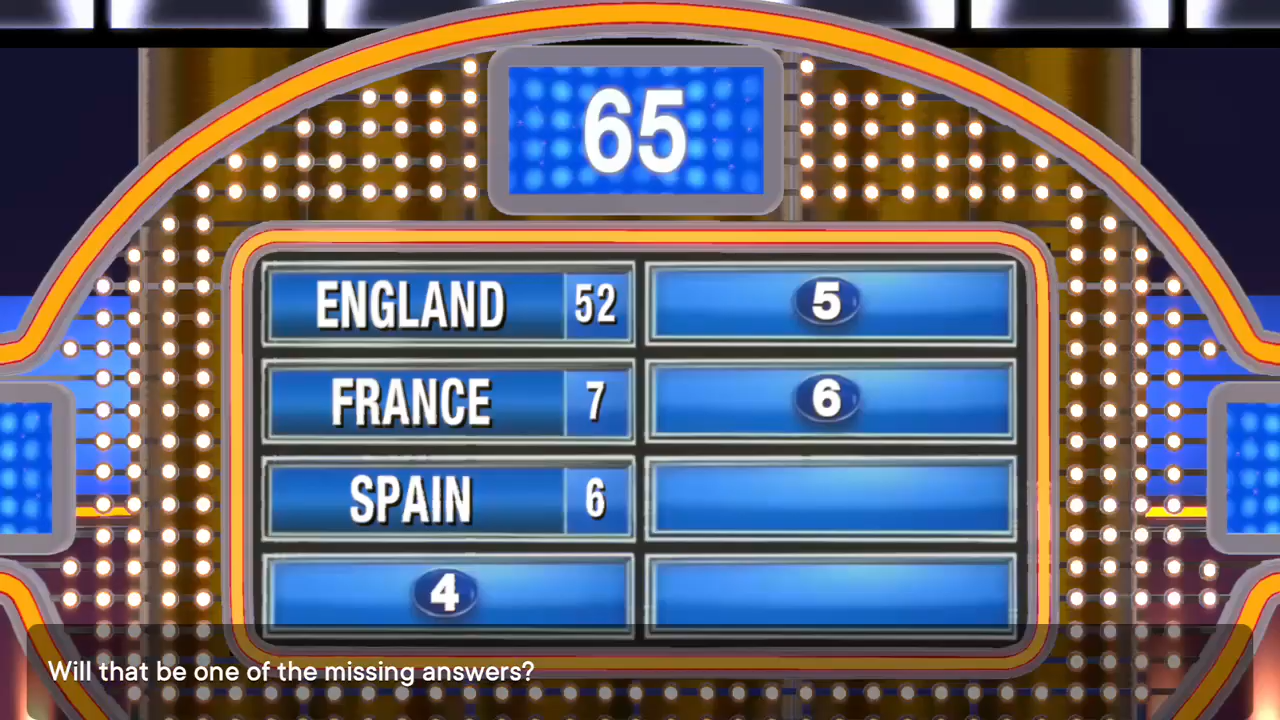 65
ENGLAND 52
FRANCE 7
SPAIN 6
4
5
6
Will that be one of the missing answers?